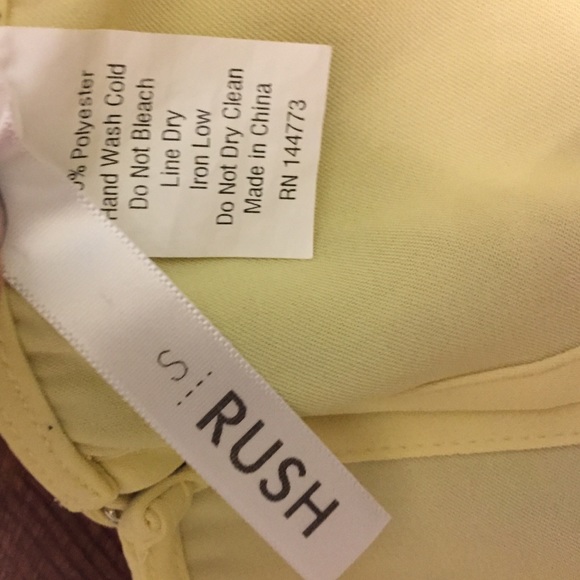 % Polyester
Hand Wash Cold
Do Not Bleach
Line Dry
Iron Low
Do Not Dry Clean
Made in China
RN 144773
S
RUSH